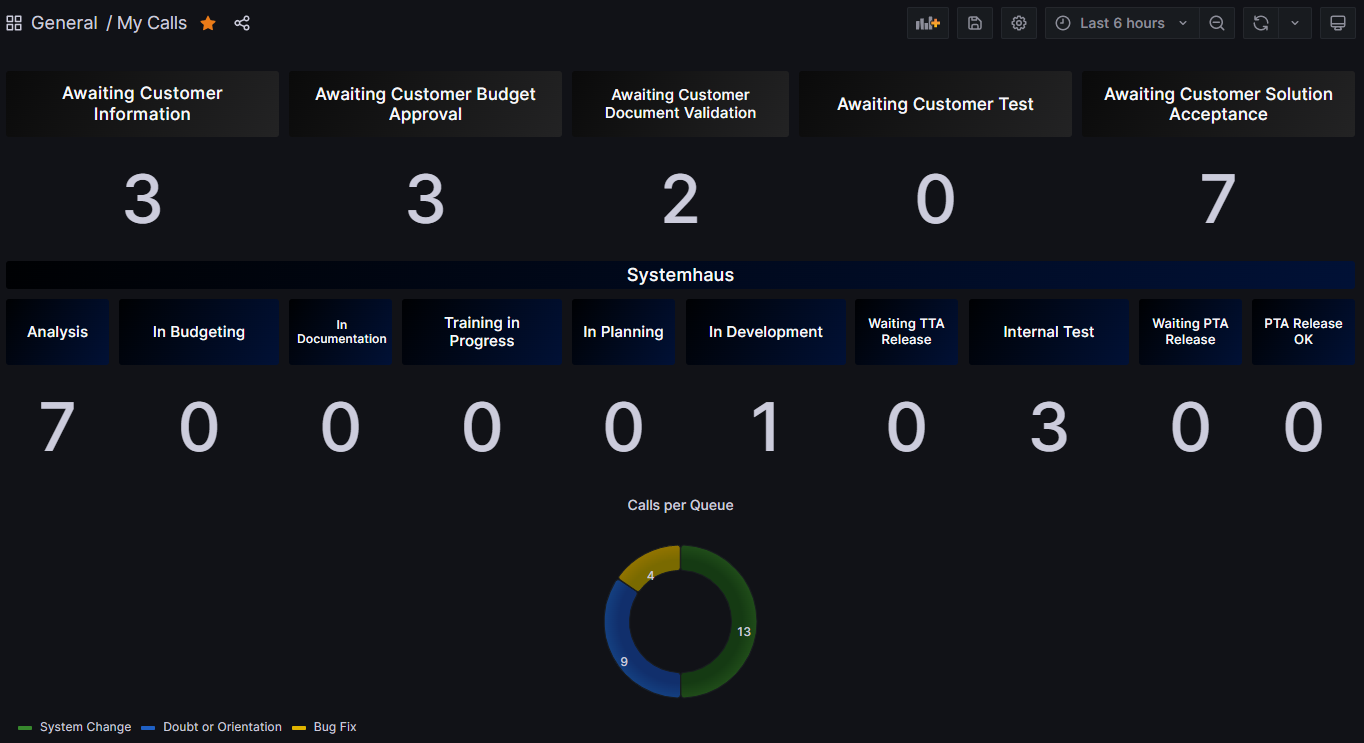 General / My Calls
Last 6 hours
Awaiting Customer
Information
Awaiting Customer Budget
Approval
Awaiting Customer
Document Validation
Awaiting Customer Test
Awaiting Customer Solution
Acceptance
3
3
2
0
7
Systemhaus
Analysis
In Budgeting
In
Documentation
Training in
Progress
In Planning
In Development
Waiting TTA
Release
Internal Test
Waiting PTA
Release
PTA Release
OK
7
0
0
0
0
1
0
3
0
0
Calls per Queue
4
13
9
System Change
Doubt or Orientation
Bug Fix